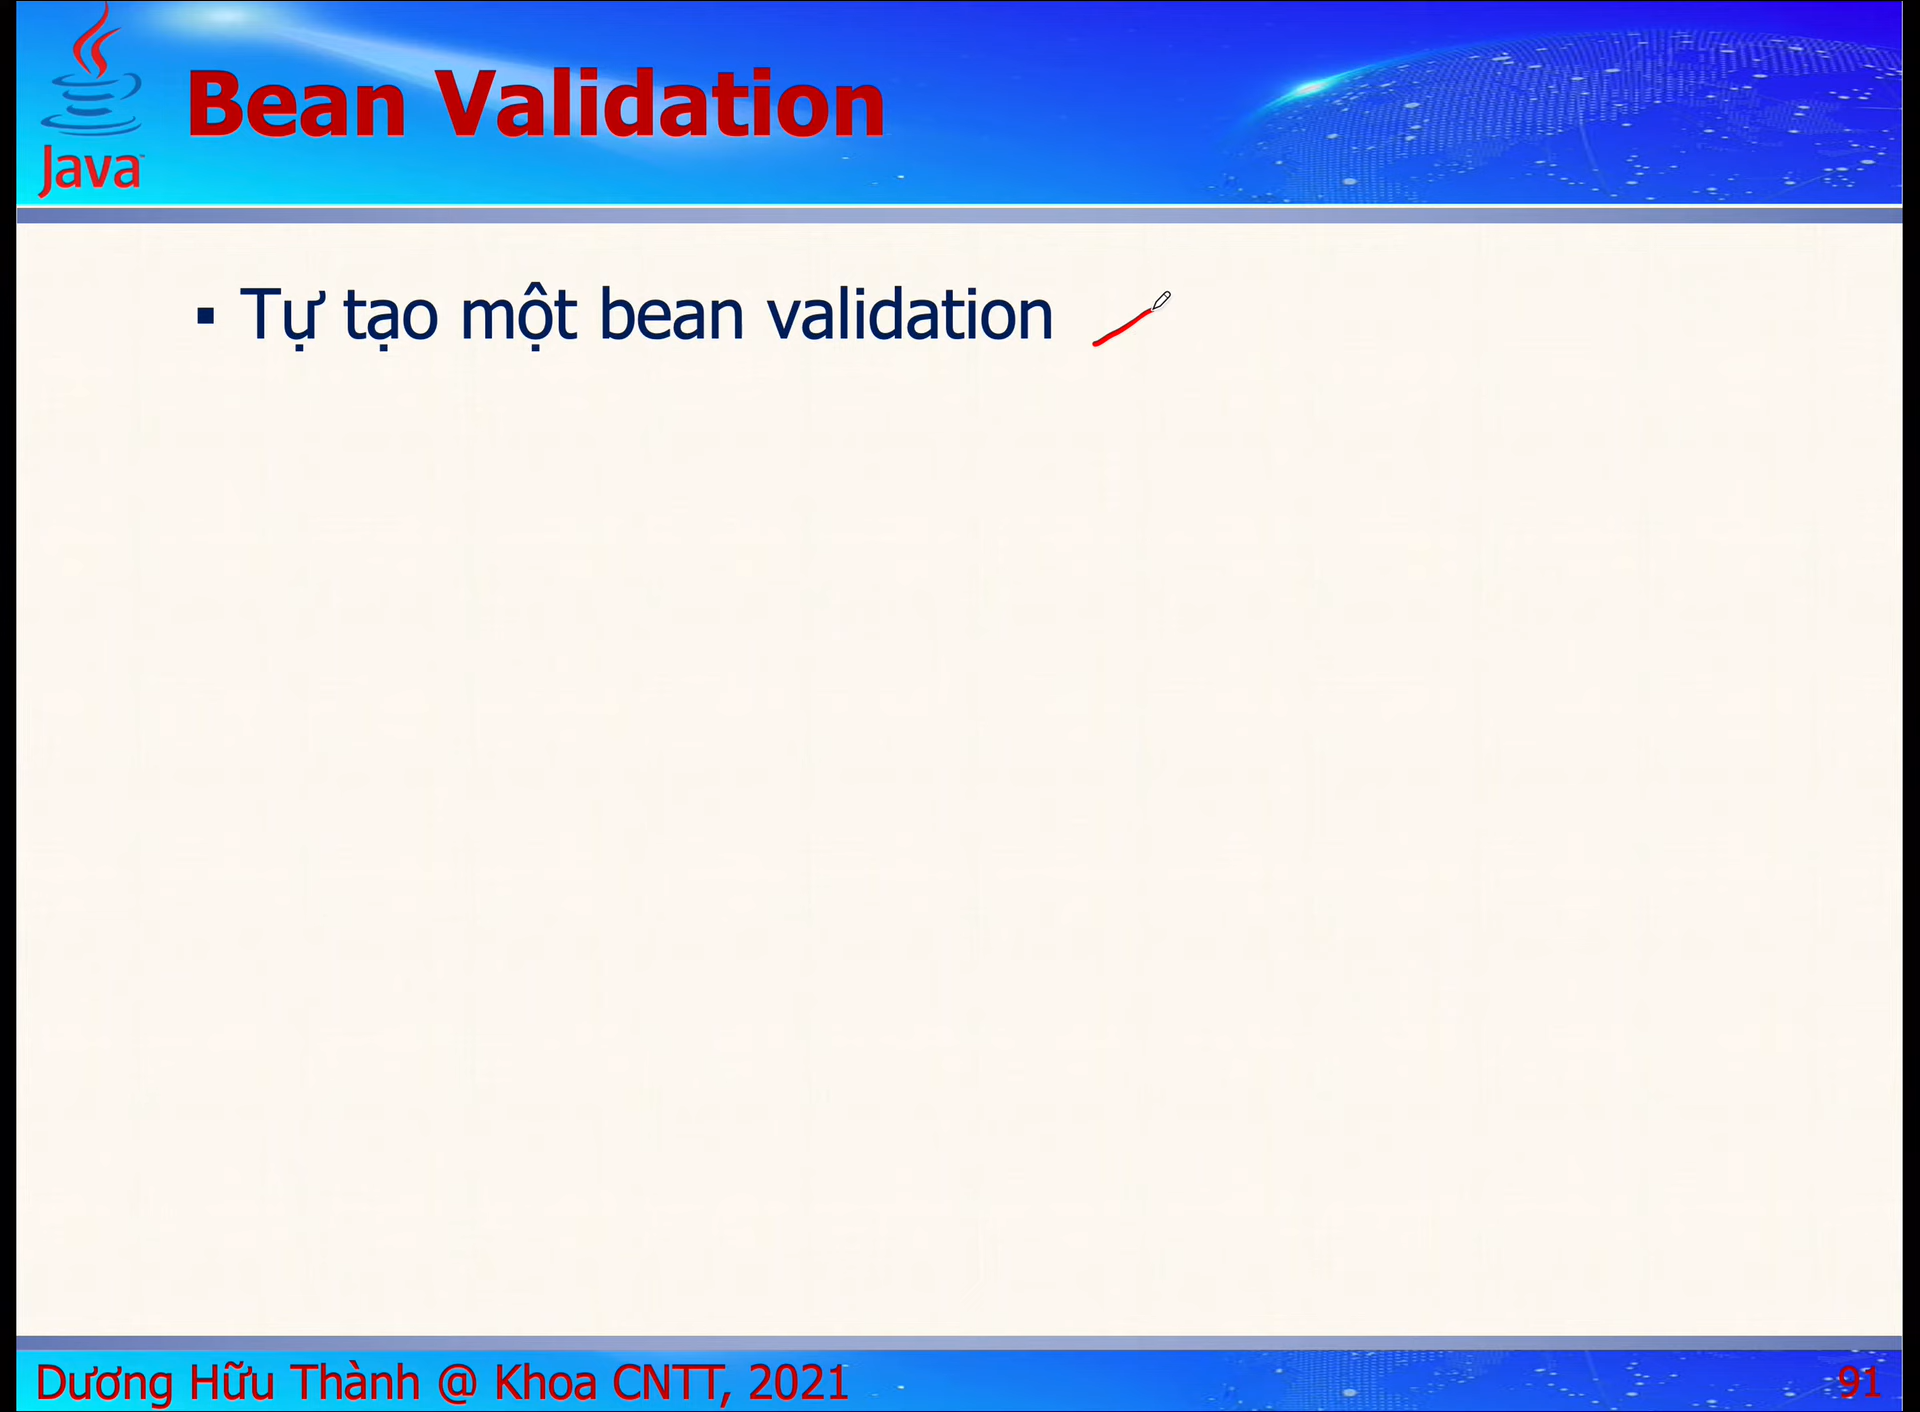 Java
Bean Validation
▪ Tự tạo một bean validation
Dương Hữu Thành @ Khoa CNTT, 2021
91